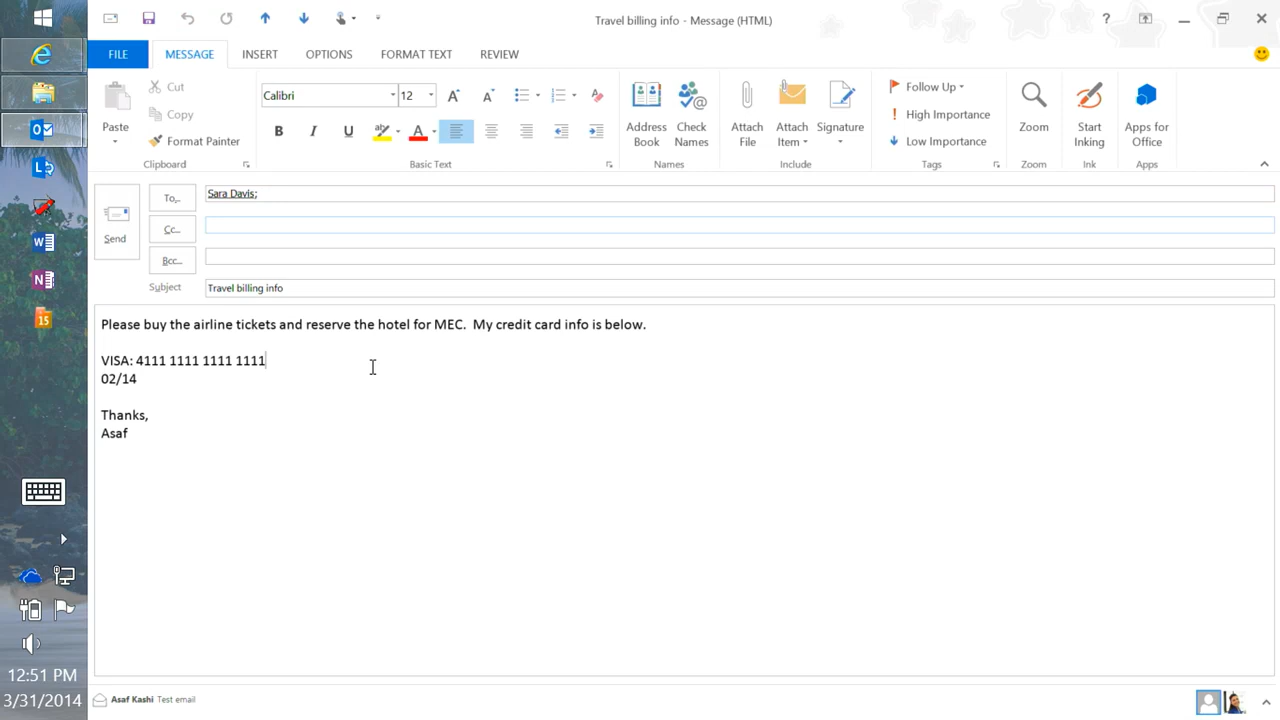 Travel billing info - Message (HTML)
?
FILE
MESSAGE
INSERT
OPTIONS
FORMAT TEXT
REVIEW
Paste
Cut
Copy
Format Painter
Clipboard
Calibri
12
Basic Text
Address Book
Check Names
Names
Attach File
Attach Item
Signature
Include
Follow Up
High Importance
Low Importance
Tags
Zoom
Zoom
Start Inking
Ink
Apps for Office
Apps
Send
To...
Sara Davis;
Cc...
Bcc...
Subject
Travel billing info
Please buy the airline tickets and reserve the hotel for MEC. My credit card info is below.
VISA: 4111 1111 1111 1111
02/14
Thanks,
Asaf
15
12:51 PM
3/31/2014
Asaf Kashi Test email